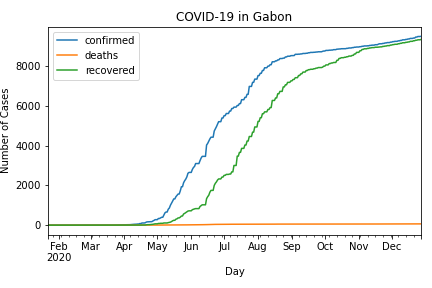 COVID-19 in Gabon
confirmed
deaths
recovered
Number of Cases
8000
6000
4000
2000
0
Feb Mar Apr May Jun Jul Aug Sep Oct Nov Dec
2020
Day